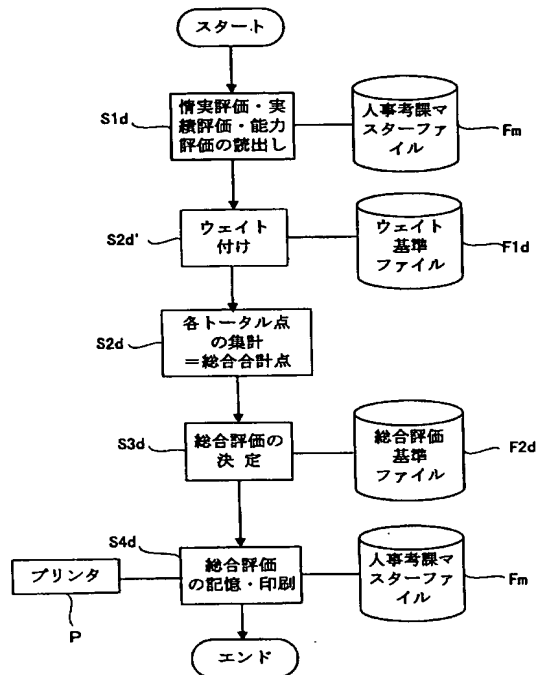 スタート
S1d
情実評価・実
績評価・能力
評価の読出し
人事考課マ
スターファ
イル
Fm
S2d'
ウェイト
付け
ウェイト
基準
ファイル
F1d
S2d
各トータル点
の集計
＝総合合計点
S3d
総合評価の
決定
総合評価
基準
ファイル
F2d
S4d
プリンタ
P
総合評価
の記憶・印刷
人事考課マ
スターファ
イル
Fm
エンド